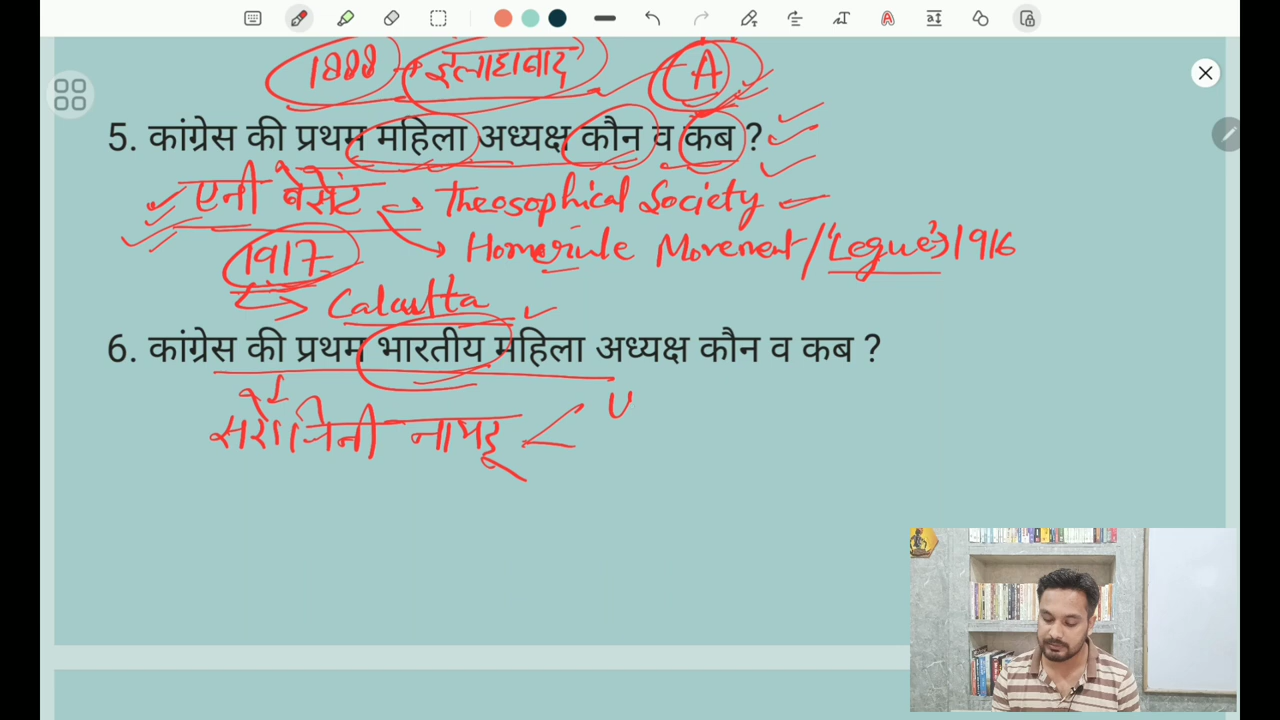 1888 → इलाहाबाद A
5. कांग्रेस की प्रथम महिला अध्यक्ष कौन व कब ?
एनी बेसेंट → Theosophical Society
→ Homerule Movement/"Legue") 1916
1917
→ Calcutta
6. कांग्रेस की प्रथम भारतीय महिला अध्यक्ष कौन व कब ?
सरोजिनी नायडू < U